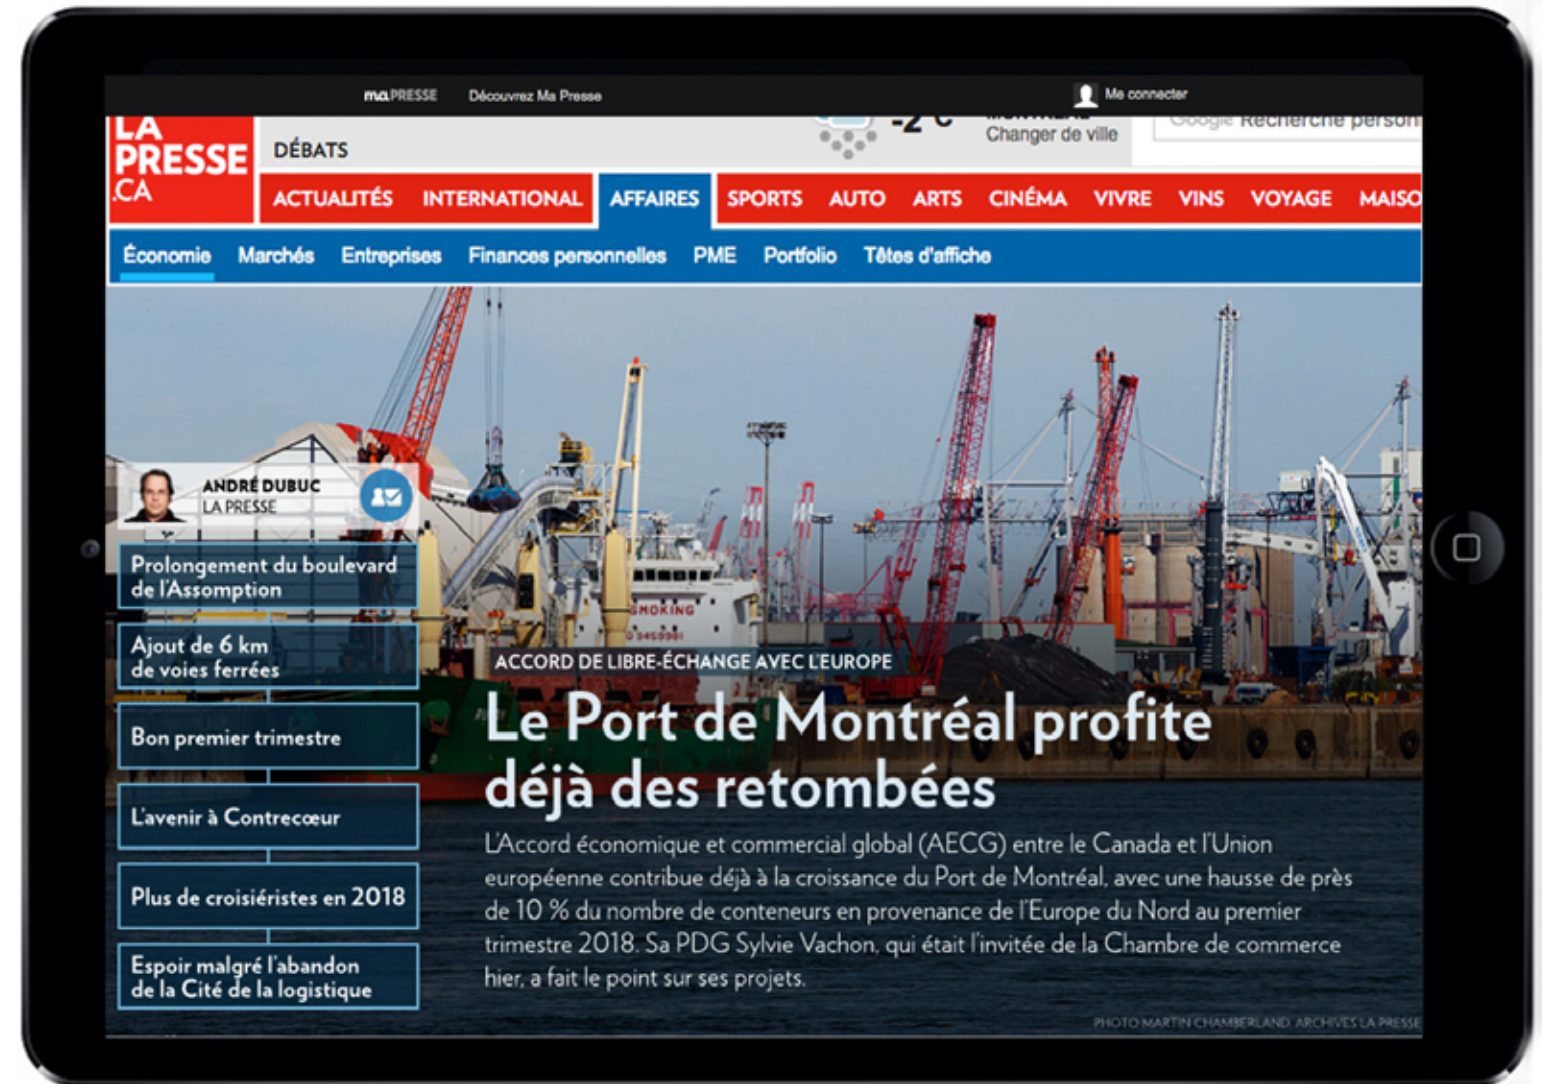 ma PRESSE Découvrez Ma Presse Me connecter
LA
PRESSE
.CA
DÉBATS
-2 °C
Changer de ville
Google Recherche person
ACTUALITÉS INTERNATIONAL AFFAIRES SPORTS AUTO ARTS CINÉMA VIVRE VINS VOYAGE MAISO
Économie Marchés Entreprises Finances personnelles PME Portfolio Têtes d'affiche
ANDRÉ DUBUC
LA PRESSE
Prolongement du boulevard
de l'Assomption
Ajout de 6 km
de voies ferrées
Bon premier trimestre
L'avenir à Contrecœur
Plus de croisiéristes en 2018
Espoir malgré l'abandon
de la Cité de la logistique
SMOKING
ACCORD DE LIBRE-ÉCHANGE AVEC L'EUROPE
Le Port de Montréal profite
déjà des retombées
L'Accord économique et commercial global (AECG) entre le Canada et l'Union
européenne contribue déjà à la croissance du Port de Montréal, avec une hausse de près
de 10 % du nombre de conteneurs en provenance de l'Europe du Nord au premier
trimestre 2018. Sa PDG Sylvie Vachon, qui était l'invitée de la Chambre de commerce
hier, a fait le point sur ses projets.
PHOTO MARTIN CHAMBERLAND, ARCHIVES LA PRESSE